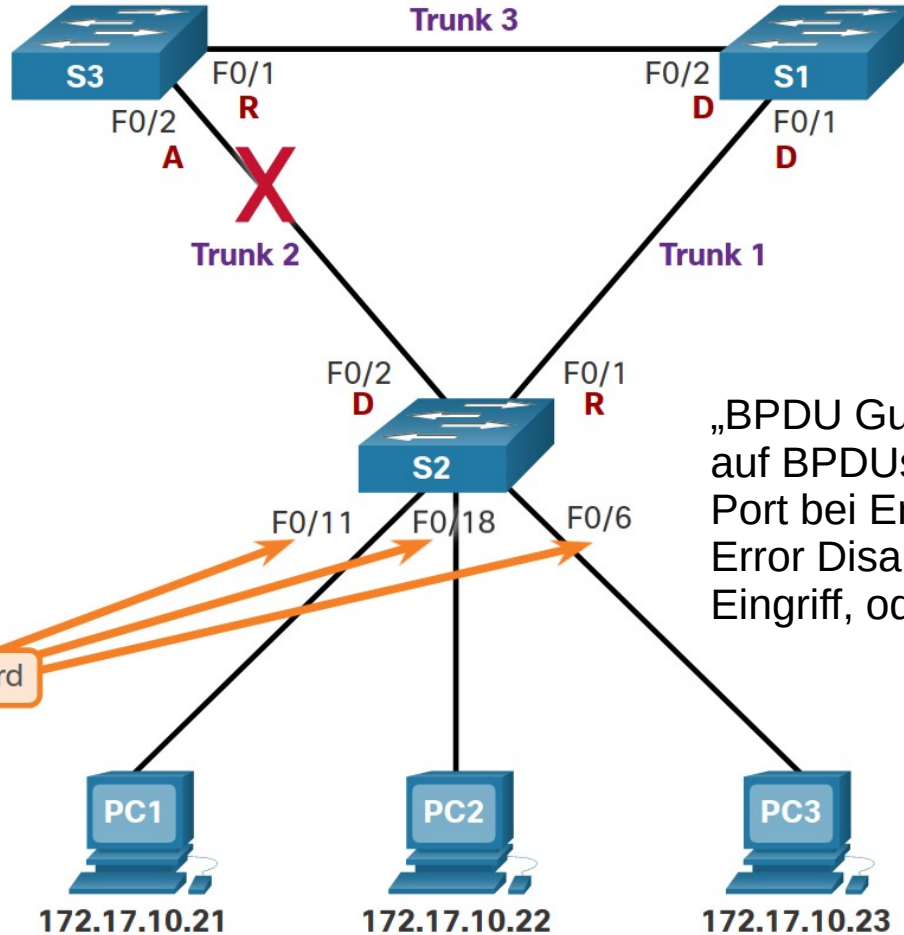 Trunk 3
S3
S1
F0/1
R
F0/2
D
F0/2
A
F0/1
D
Trunk 2
Trunk 1
F0/2
D
F0/1
R
S2
„BPDU Gu
auf BPDUs
Port bei Er
Error Disa
Eingriff, od
F0/11
F0/18
F0/6
rd
PC1
PC2
PC3
172.17.10.21
172.17.10.22
172.17.10.23